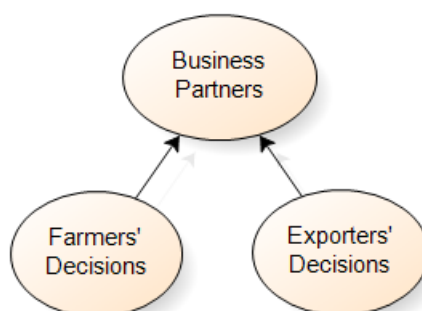 Business
Partners
Farmers'
Decisions
Exporters'
Decisions